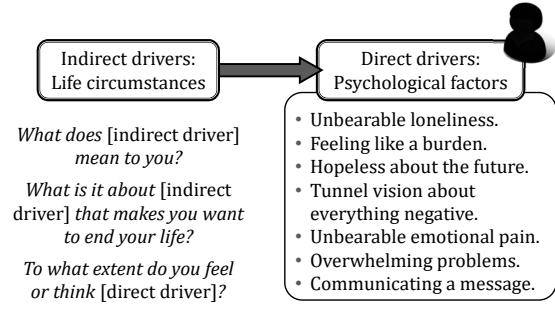 Indirect drivers:
Life circumstances
Direct drivers:
Psychological factors
What does [indirect driver]
mean to you?
What is it about [indirect
driver] that makes you want
to end your life?
To what extent do you feel
or think [direct driver]?
• Unbearable loneliness.
• Feeling like a burden.
• Hopeless about the future.
• Tunnel vision about
everything negative.
• Unbearable emotional pain.
• Overwhelming problems.
• Communicating a message.